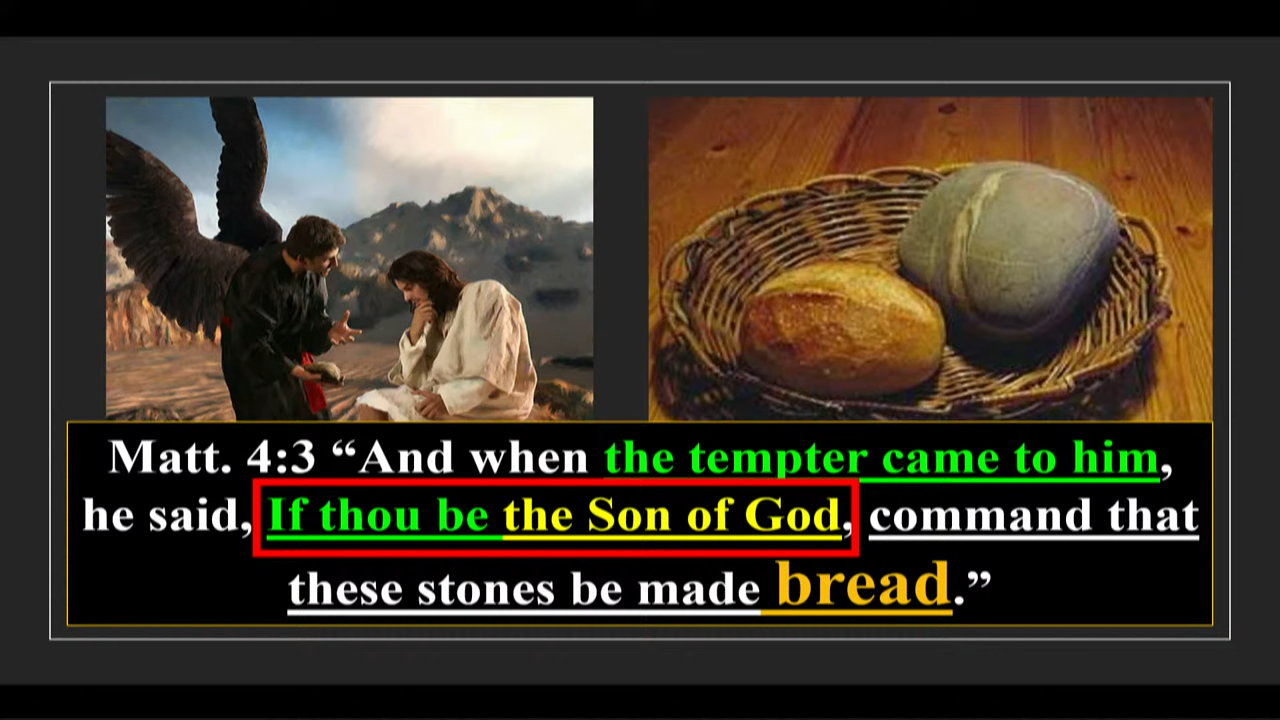 Matt. 4:3 “And when the tempter came to him,
he said, If thou be the Son of God, command that
these stones be made bread.”